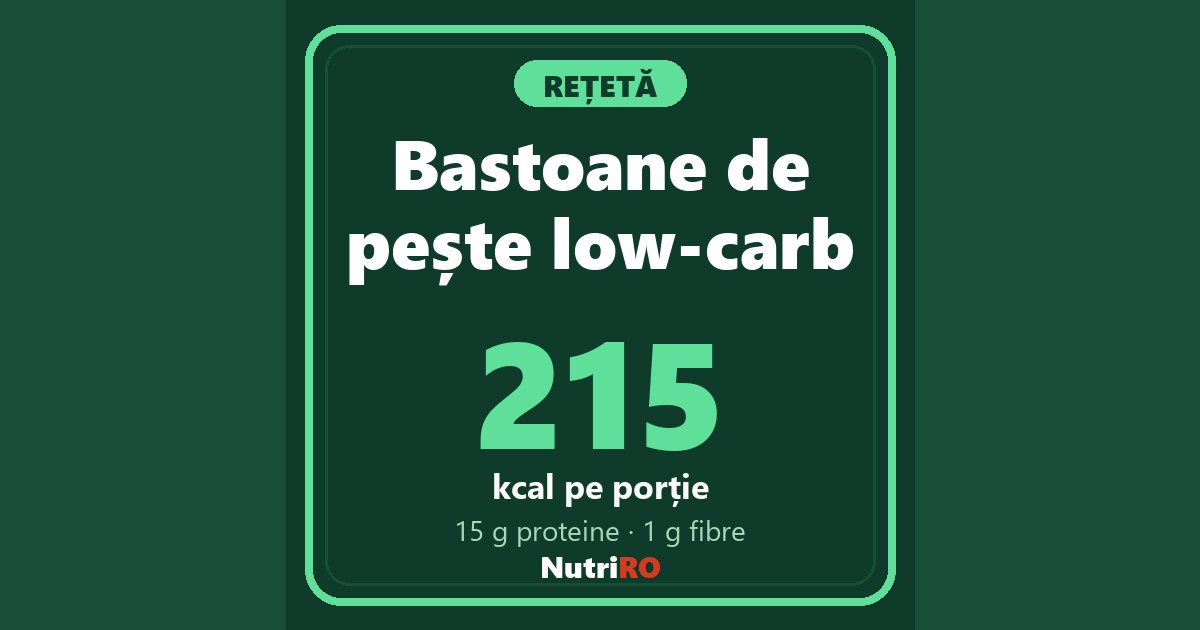 REȚETĂ
Bastoane de
pește low-carb
215
kcal pe porție
15 g proteine · 1 g fibre
NutriRO